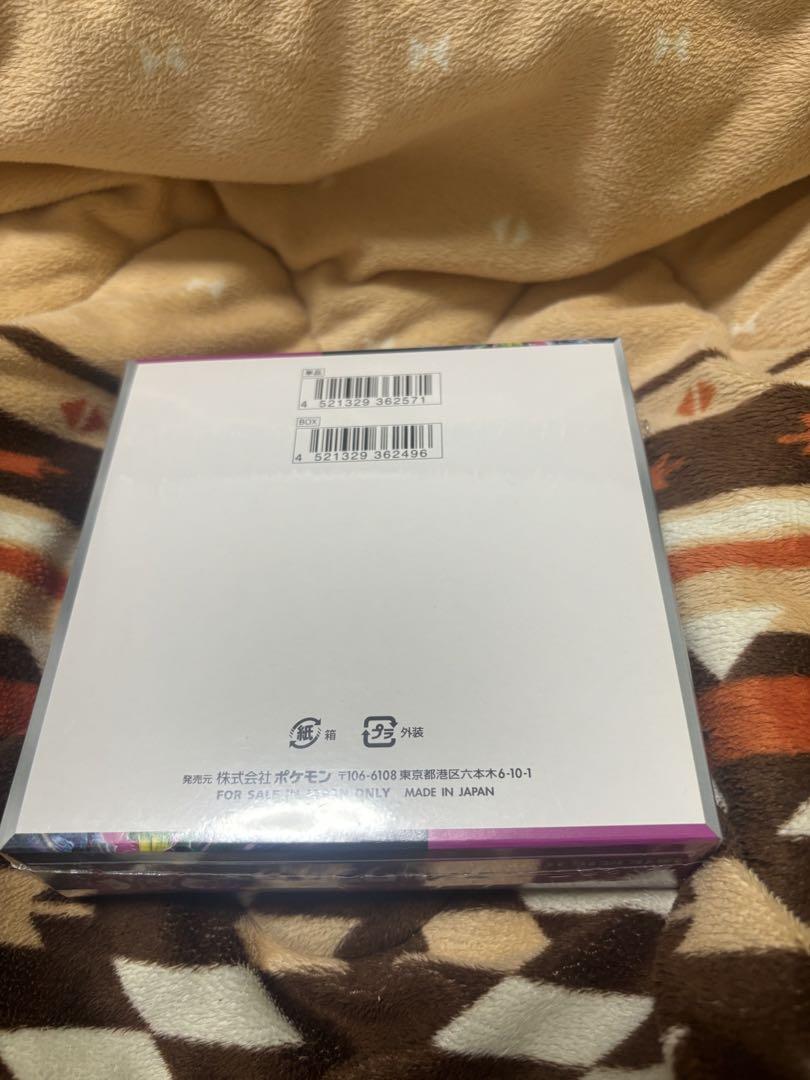 単品
4 521329 362571
BOX
4 521329 362496
紙 箱 プラ 外装
発売元 株式会社ポケモン 〒106-6108 東京都港区六本木6-10-1
FOR SALE IN JAPAN ONLY MADE IN JAPAN